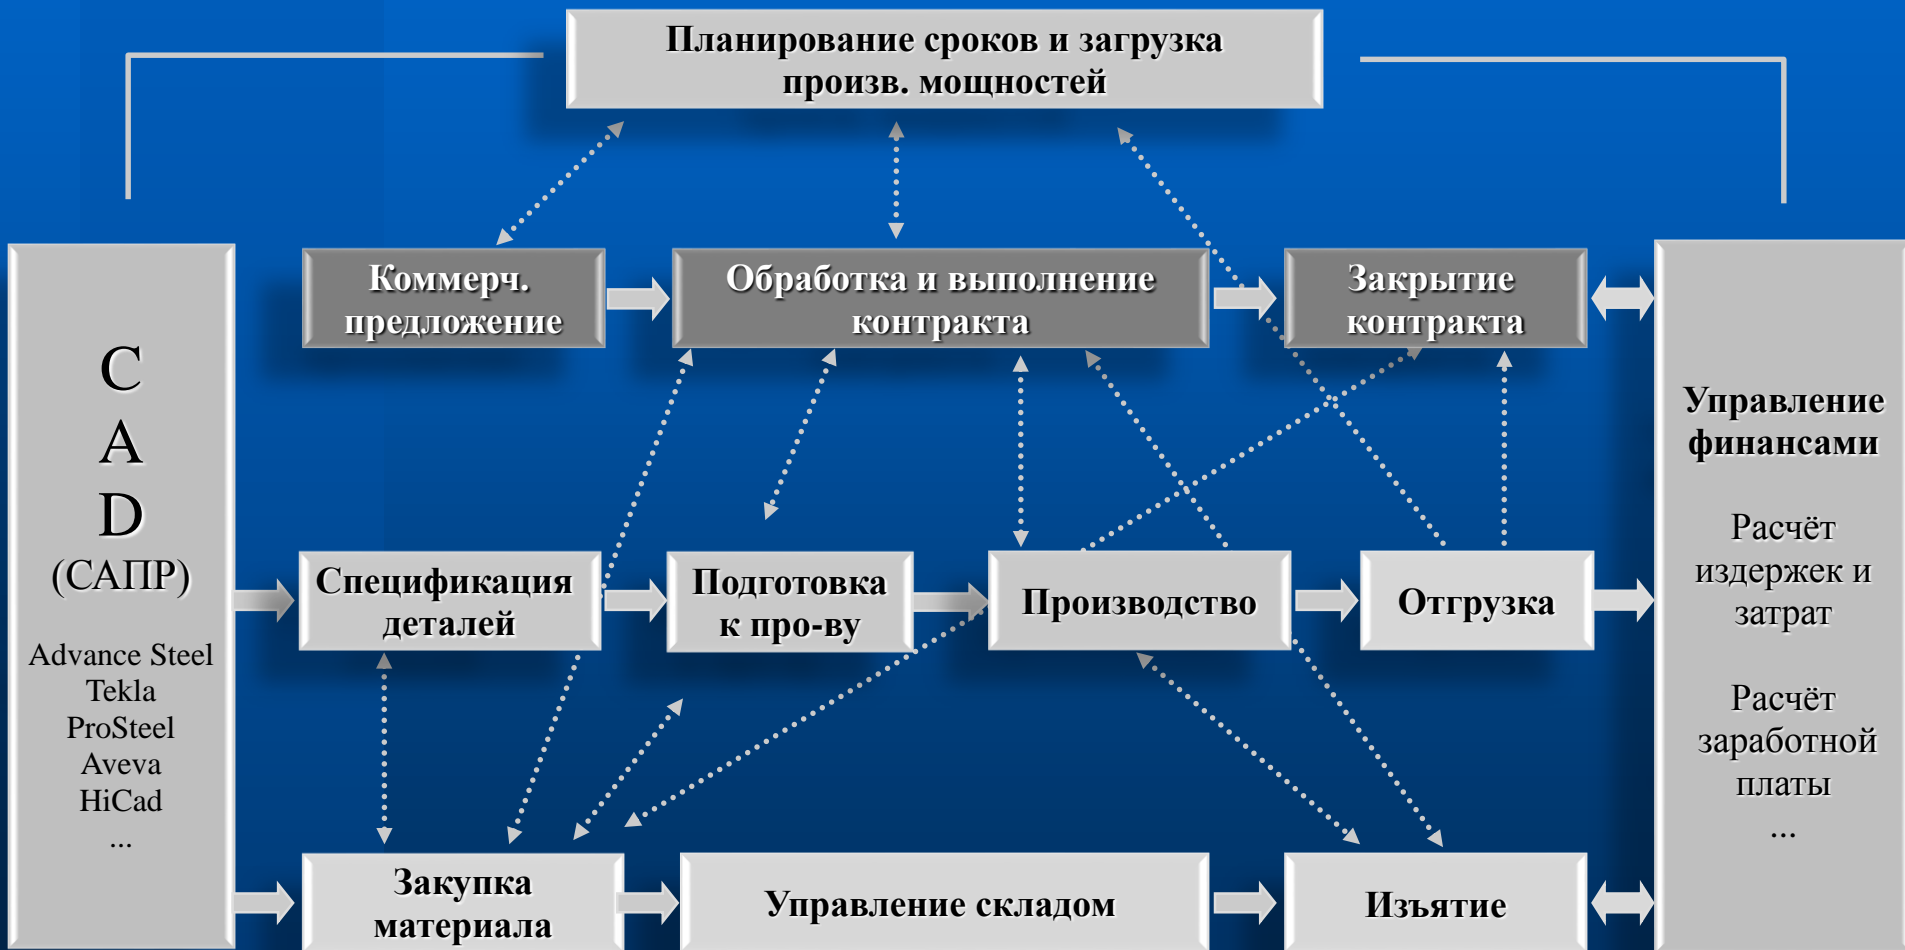 Планирование сроков и загрузка
произв. мощностей
Коммерч.
предложение
Обработка и выполнение
контракта
Закрытие
контракта
C
A
D
(САПР)
Advance Steel
Tekla
ProSteel
Aveva
HiCad
...
Спецификация
деталей
Подготовка
к про-ву
Производство
Отгрузка
Закупка
материала
Управление складом
Изъятие
Управление
финансами
Расчёт
издержек и
затрат
Расчёт
заработной
платы
...